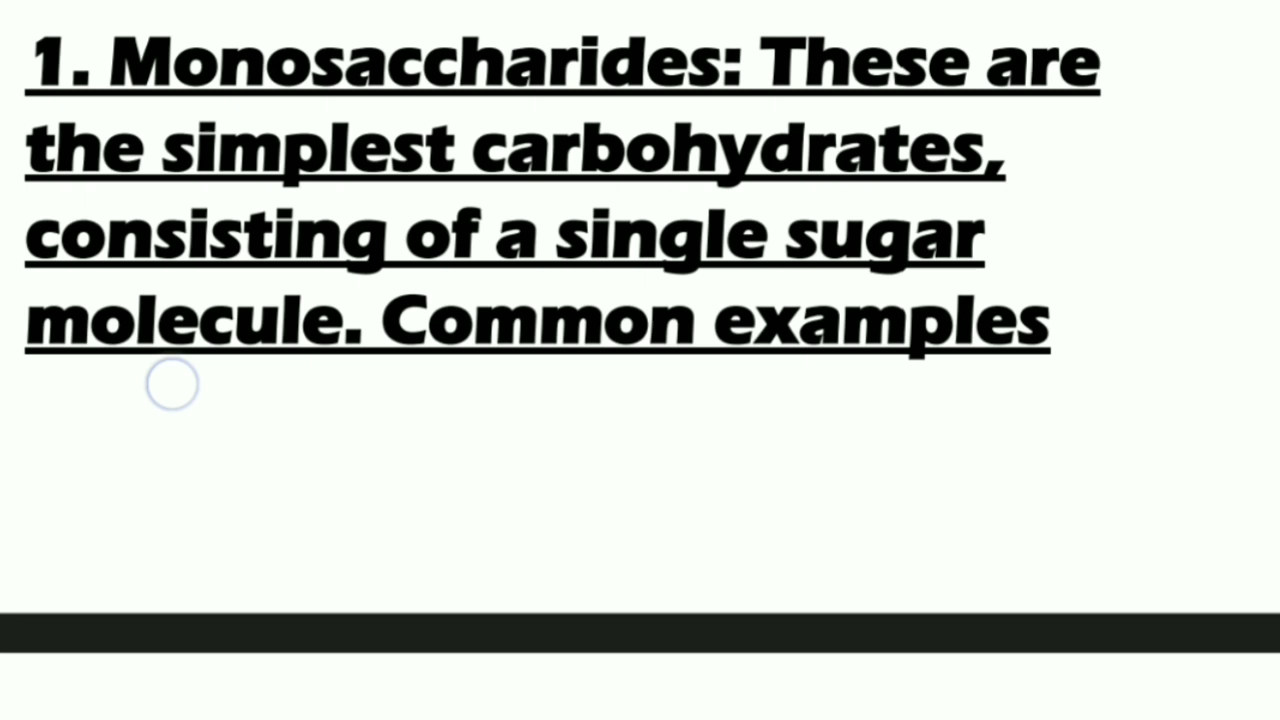 1. Monosaccharides: These are
the simplest carbohydrates,
consisting of a single sugar
molecule. Common examples